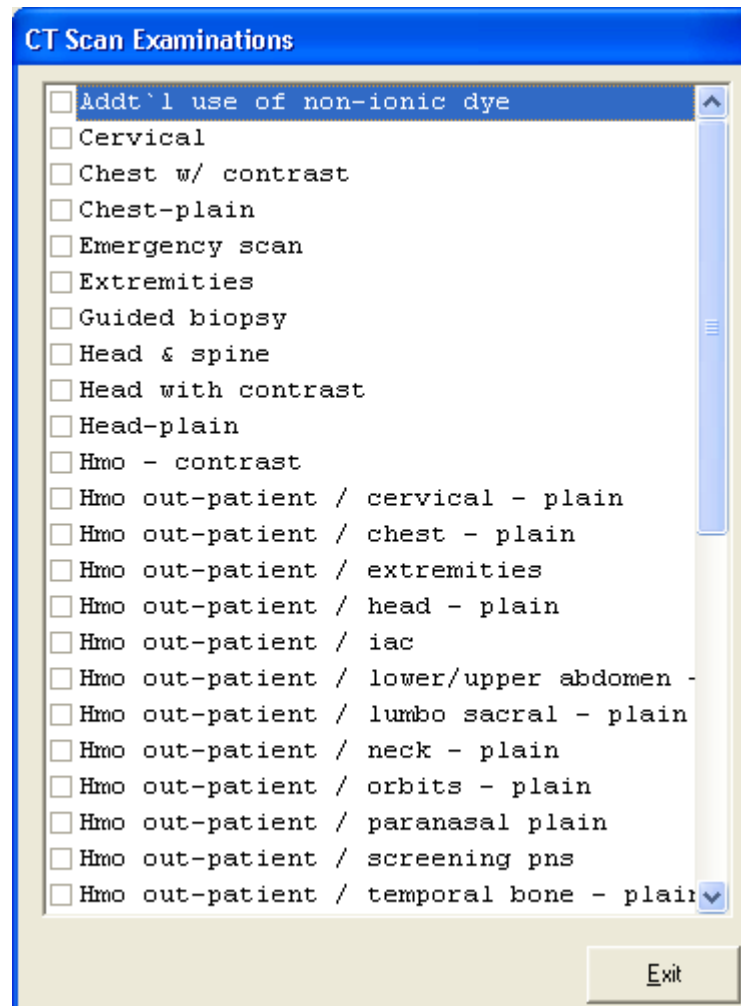 CT Scan Examinations
Addt`l use of non-ionic dye
Cervical
Chest w/ contrast
Chest-plain
Emergency scan
Extremities
Guided biopsy
Head & spine
Head with contrast
Head-plain
Hmo - contrast
Hmo out-patient / cervical - plain
Hmo out-patient / chest - plain
Hmo out-patient / extremities
Hmo out-patient / head - plain
Hmo out-patient / iac
Hmo out-patient / lower/upper abdomen -
Hmo out-patient / lumbo sacral - plain
Hmo out-patient / neck - plain
Hmo out-patient / orbits - plain
Hmo out-patient / paranasal plain
Hmo out-patient / screening pns
Hmo out-patient / temporal bone - plain
Exit